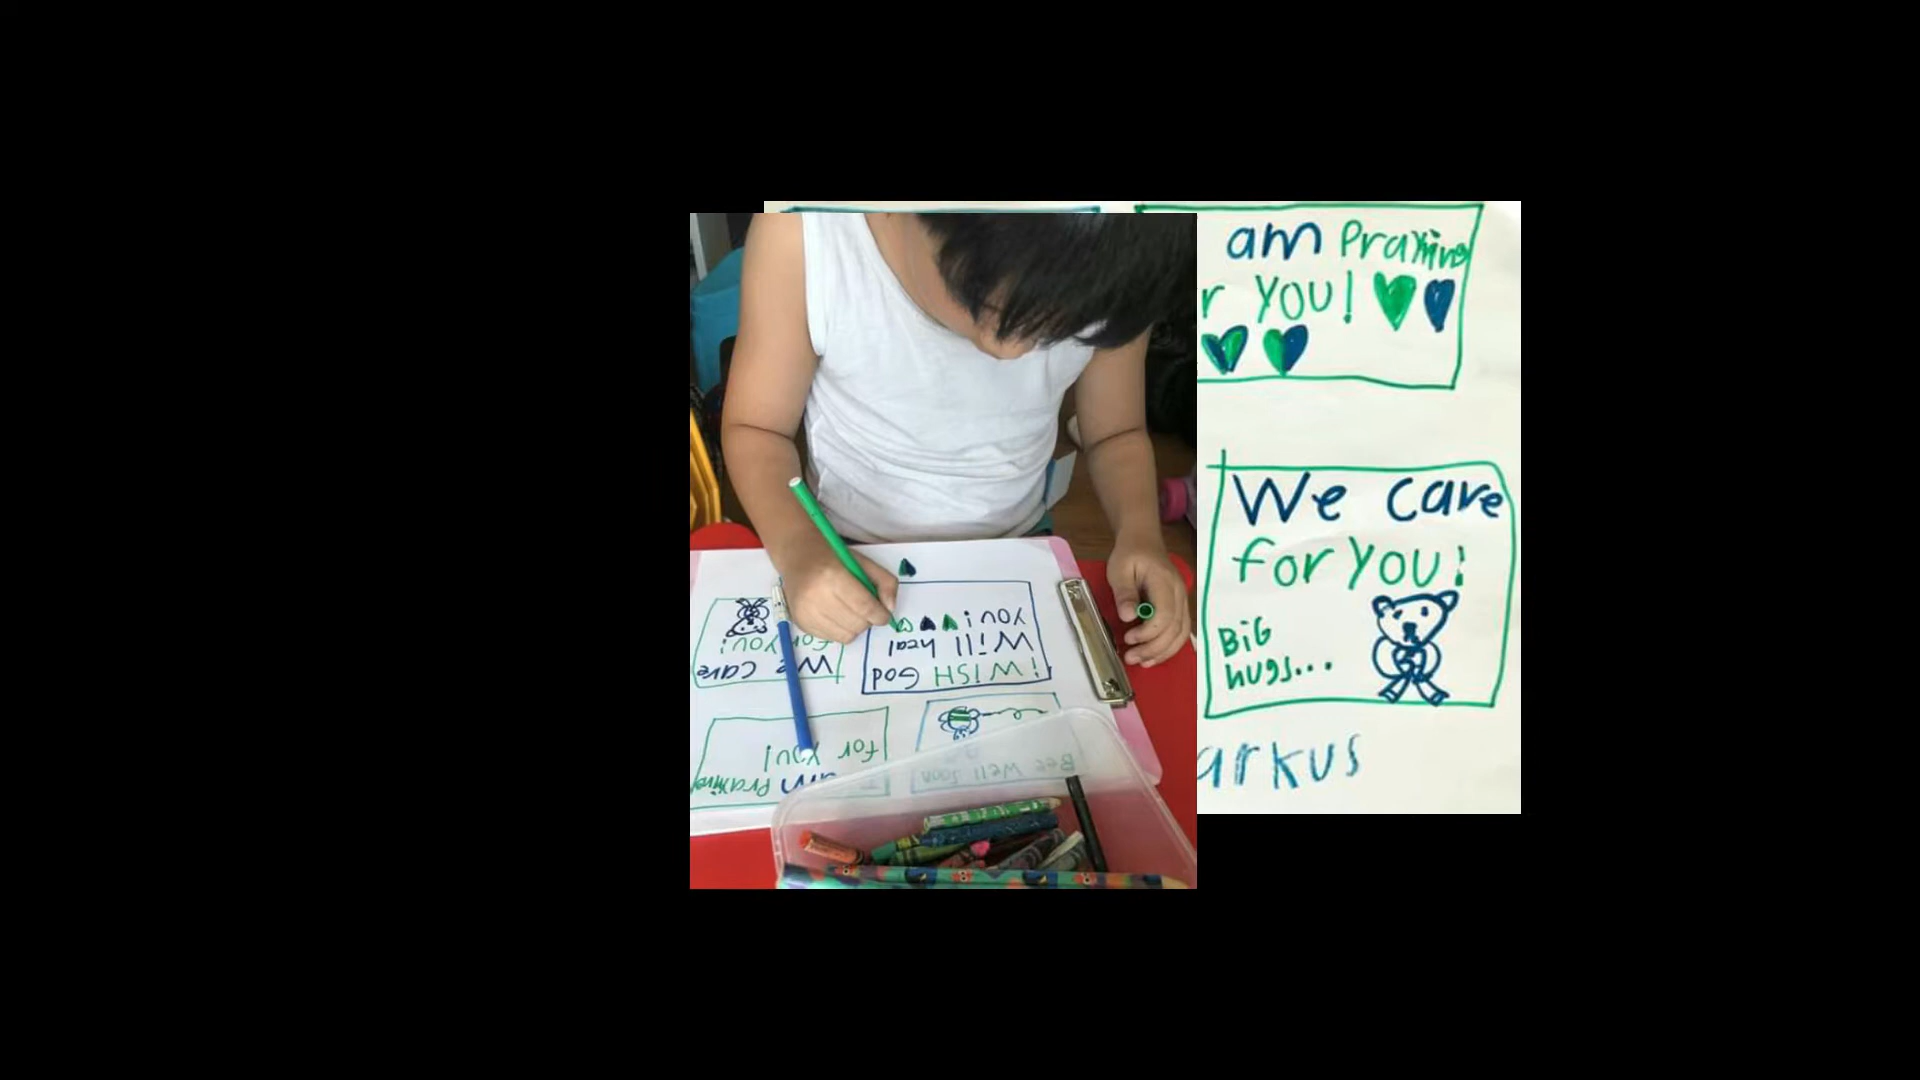 am Praying
r YOU!
We care
for YOU!
BiG
hugs...
arkus
i WISH God
Will heal
YOU!
We care
for YOU!
am Praying
for YOU!
Bee Well Soon